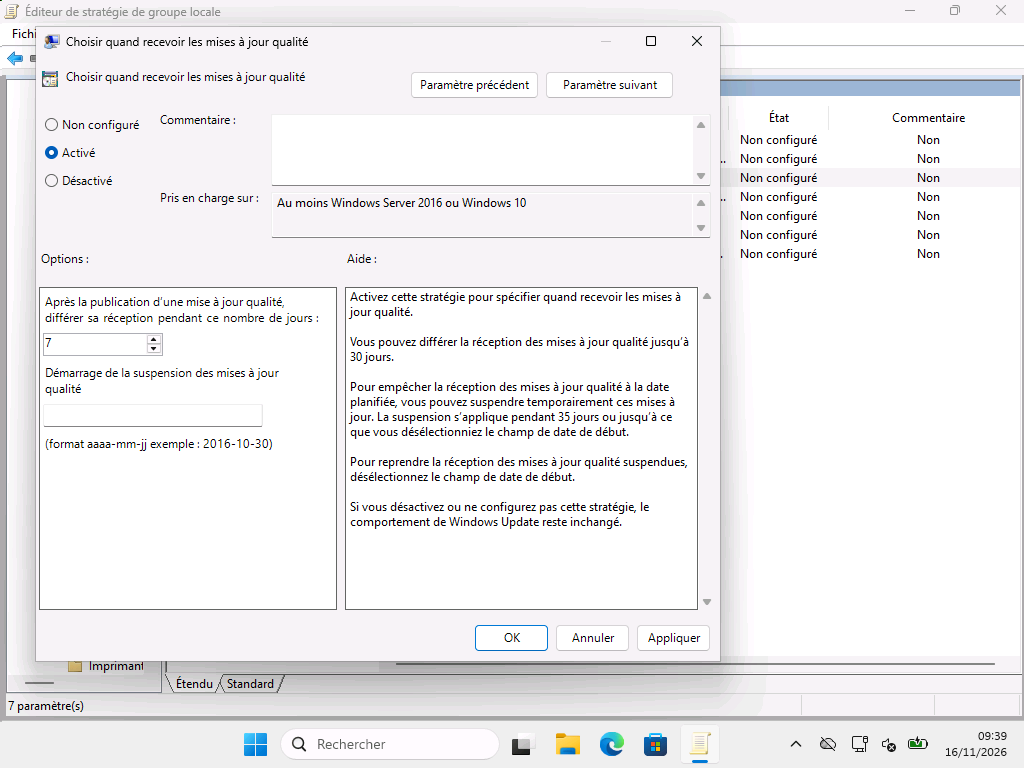 Éditeur de stratégie de groupe locale
Fichi
Choisir quand recevoir les mises à jour qualité
Choisir quand recevoir les mises à jour qualité
Paramètre précédent
Paramètre suivant
Non configuré
Activé
Désactivé
Commentaire :
Pris en charge sur :
Au moins Windows Server 2016 ou Windows 10
Options :
Aide :
Après la publication d’une mise à jour qualité,
différer sa réception pendant ce nombre de jours :
7
Démarrage de la suspension des mises à jour
qualité
(format aaaa-mm-jj exemple : 2016-10-30)
Activez cette stratégie pour spécifier quand recevoir les mises à
jour qualité.
Vous pouvez différer la réception des mises à jour qualité jusqu’à
30 jours.
Pour empêcher la réception des mises à jour qualité à la date
planifiée, vous pouvez suspendre temporairement ces mises à
jour. La suspension s’applique pendant 35 jours ou jusqu’à ce
que vous désélectionniez le champ de date de début.
Pour reprendre la réception des mises à jour qualité suspendues,
désélectionnez le champ de date de début.
Si vous désactivez ou ne configurez pas cette stratégie, le
comportement de Windows Update reste inchangé.
OK
Annuler
Appliquer
État
Commentaire
Non configuré
Non
Non configuré
Non
Non configuré
Non
Non configuré
Non
Non configuré
Non
Non configuré
Non
Non configuré
Non
Imprimant
Étendu
Standard
7 paramètre(s)
Rechercher
09:39
16/11/2026